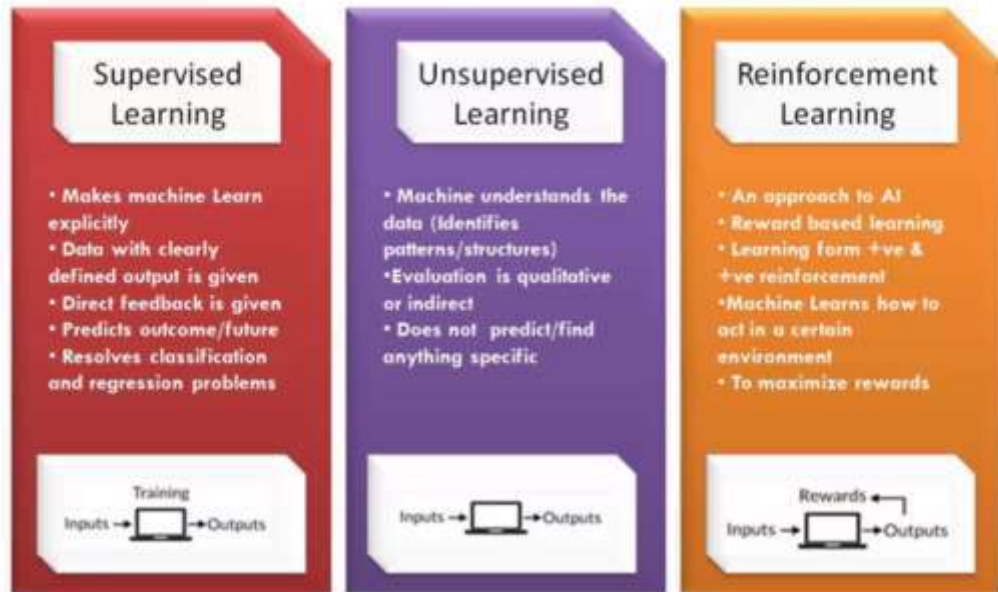 Supervised
Learning
• Makes machine Learn
explicitly
• Data with clearly
defined output is given
• Direct feedback is given
• Predicts outcome/future
• Resolves classification
and regression problems
Training
Inputs
Outputs
Unsupervised
Learning
• Machine understands the
data (Identifies
patterns/structures)
•Evaluation is qualitative
or indirect
• Does not predict/find
anything specific
Inputs
Outputs
Reinforcement
Learning
• An approach to AI
• Reward based learning
• Learning form +ve &
+ve reinforcement
•Machine Learns how to
act in a certain
environment
• To maximize rewards
Rewards
Inputs
Outputs